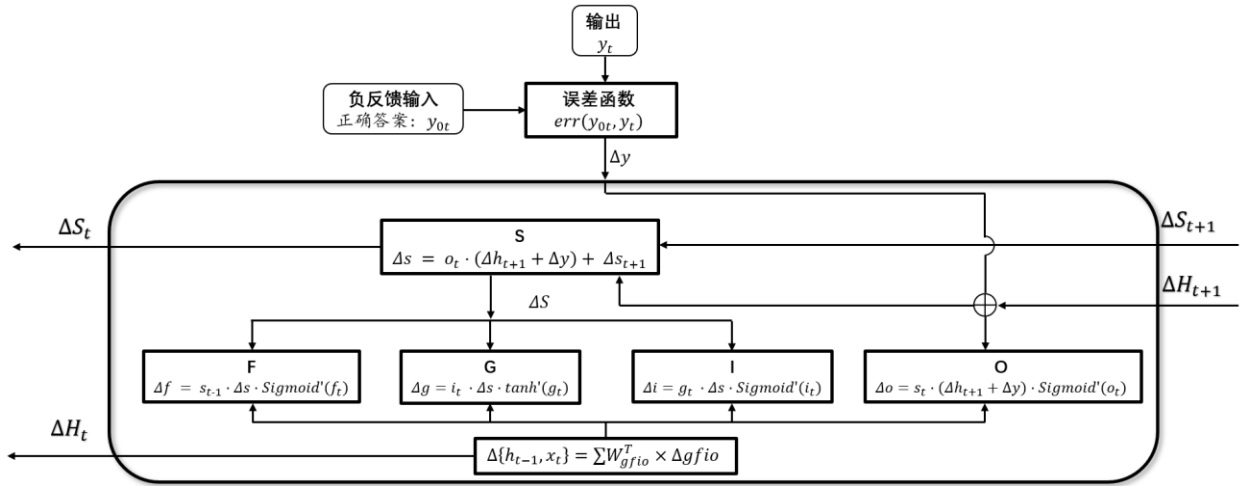 输出
y_t
负反馈输入
正确答案：y_{0t}
误差函数
err(y_{0t}, y_t)
Δy
ΔS_t
S
Δs = o_t · (Δh_{t+1} + Δy) + Δs_{t+1}
ΔS_{t+1}
ΔH_{t+1}
ΔS
F
Δf = s_{t-1} · Δs · Sigmoid'(f_t)
G
Δg = i_t · Δs · tanh'(g_t)
I
Δi = g_t · Δs · Sigmoid'(i_t)
O
Δo = s_t · (Δh_{t+1} + Δy) · Sigmoid'(o_t)
ΔH_t
Δ{h_{t-1}, x_t} = ∑W_{gfio}^T × Δgfio